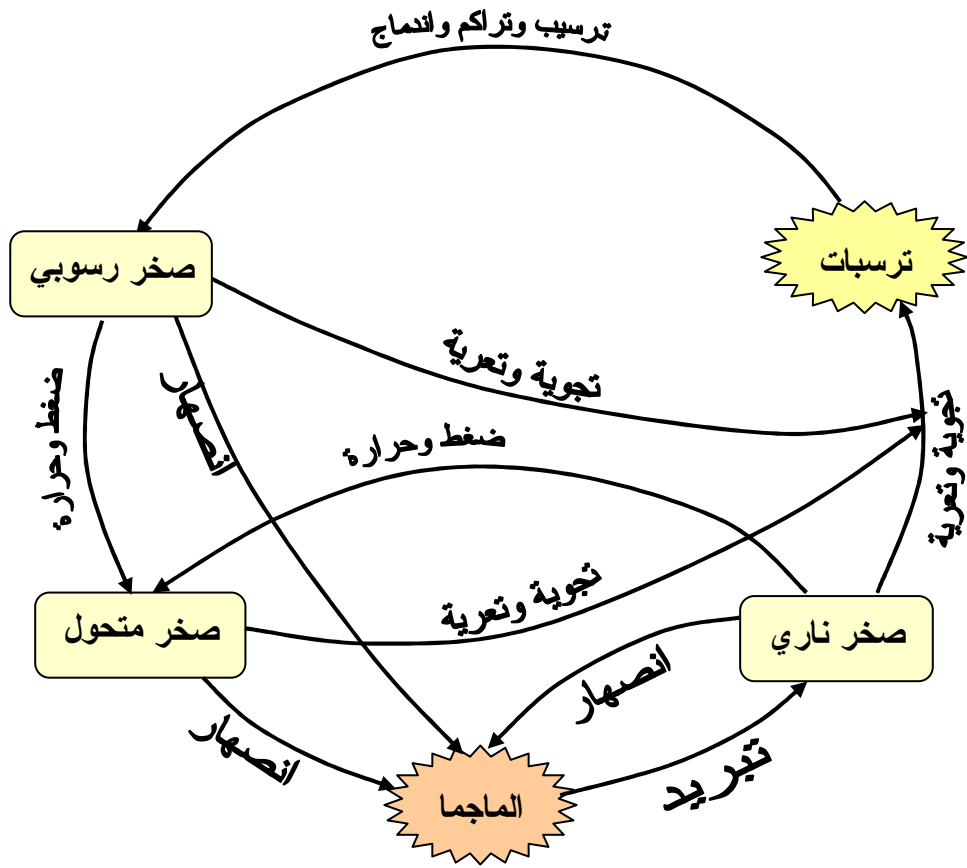 ترسيب وتراكم واندماج
ترسبات
صخر رسوبي
تجوية وتعرية
انصهار
ضغط وحرارة
ضغط وحرارة
تجوية وتعرية
تجوية وتعرية
صخر ناري
صخر متحول
انصهار
انصهار
تبريد
الماجما